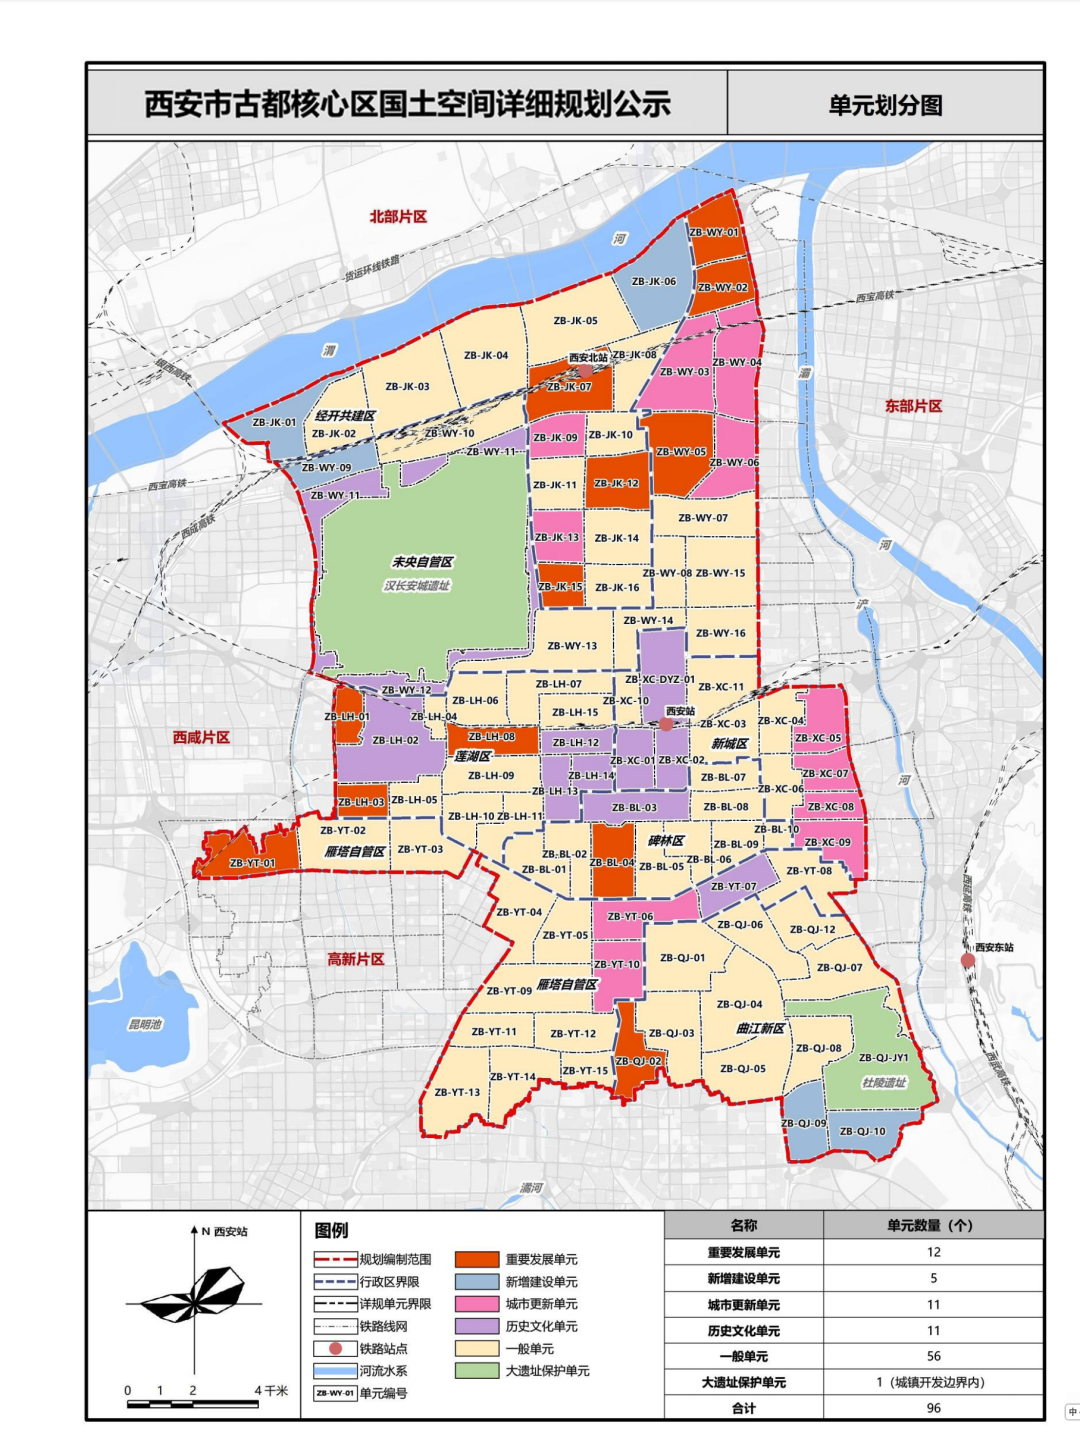 西安市古都核心区国土空间详细规划公示
单元划分图
北部片区
河
ZB-WY-01
货运环线铁路
ZB-JK-06
ZB-WY-02
西宝高铁
ZB-JK-05
渭
ZB-JK-04
西安北站
ZB-JK-08
ZB-WY-04
银西高铁
ZB-WY-03
灞
ZB-JK-03
ZB-JK-07
东部片区
ZB-JK-01
经开共建区
ZB-JK-02
ZB-WY-10
ZB-JK-09
ZB-JK-10
ZB-WY-11
ZB-WY-05
ZB-WY-06
ZB-WY-09
西宝高铁
ZB-JK-11
ZB-JK-12
ZB-WY-11
ZB-WY-07
西成高铁
ZB-JK-13
ZB-JK-14
河
未央自管区
汉长安城遗址
ZB-WY-08
ZB-WY-15
ZB-JK-15
ZB-JK-16
浐
ZB-WY-14
ZB-WY-16
ZB-WY-13
ZB-XC-DYZ-01
ZB-WY-12
ZB-LH-07
ZB-XC-11
ZB-LH-06
ZB-XC-10
ZB-LH-01
ZB-LH-04
ZB-LH-15
西安站
ZB-XC-03
ZB-XC-04
西咸片区
ZB-LH-02
ZB-LH-08
ZB-LH-12
新城区
ZB-XC-05
莲湖区
ZB-XC-01
ZB-XC-02
ZB-LH-09
ZB-LH-14
ZB-BL-07
ZB-XC-07
河
ZB-LH-03
ZB-LH-05
ZB-LH-13
ZB-XC-06
ZB-BL-03
ZB-BL-08
ZB-XC-08
ZB-LH-10
ZB-LH-11
ZB-YT-02
ZB-BL-10
碑林区
ZB-BL-09
ZB-XC-09
雁塔自管区
ZB-YT-03
ZB-BL-02
ZB-YT-01
ZB-BL-04
ZB-BL-05
ZB-BL-06
ZB-BL-01
ZB-YT-08
ZB-YT-07
西延高铁
ZB-YT-04
ZB-YT-06
ZB-QJ-06
ZB-QJ-12
ZB-YT-05
西安东站
高新片区
ZB-QJ-01
ZB-YT-10
ZB-QJ-07
雁塔自管区
ZB-YT-09
ZB-QJ-04
昆明池
ZB-YT-11
ZB-YT-12
ZB-QJ-03
曲江新区
ZB-QJ-08
ZB-QJ-JY1
ZB-QJ-02
ZB-QJ-05
ZB-YT-15
ZB-YT-14
杜陵遗址
西武高铁
ZB-YT-13
ZB-QJ-09
ZB-QJ-10
潏河
N 西安站
0 1 2 4 千米
图例
规划编制范围
行政区界限
详规单元界限
铁路线网
铁路站点
河流水系
ZB-WY-01 单元编号
重要发展单元
新增建设单元
城市更新单元
历史文化单元
一般单元
大遗址保护单元
名称 单元数量（个）
重要发展单元 12
新增建设单元 5
城市更新单元 11
历史文化单元 11
一般单元 56
大遗址保护单元 1（城镇开发边界内）
合计 96
中